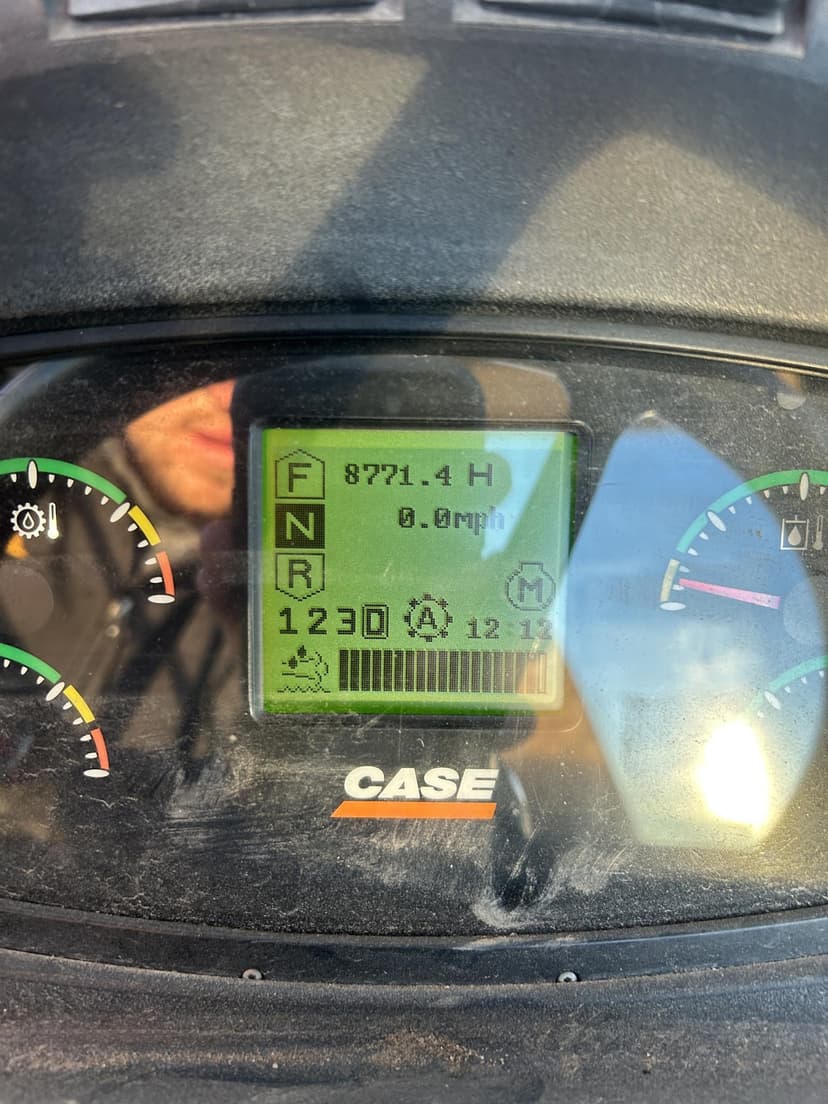 F 8771.4 H
N 0.0mph
R
M
123D A 12:12
CASE